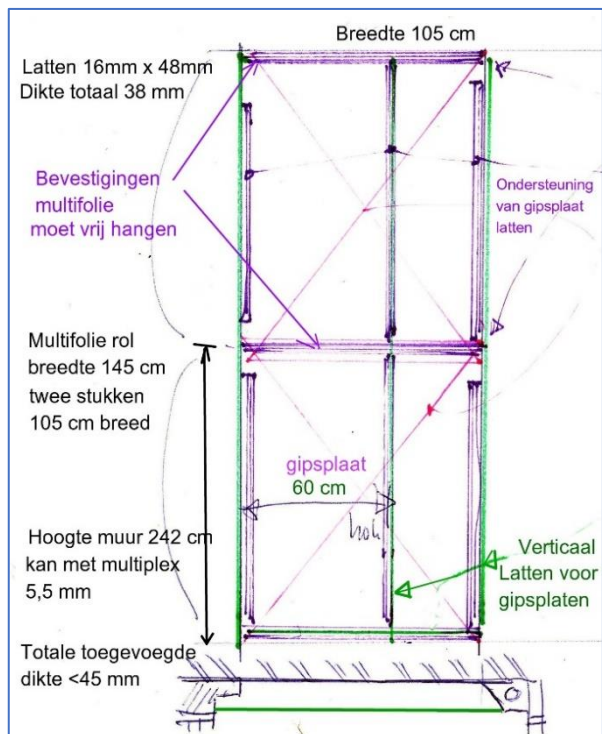 Breedte 105 cm
Latten 16mm x 48mm
Dikte totaal 38 mm
Bevestigingen
multifolie
moet vrij hangen
Ondersteuning
van gipsplaat
latten
Multifolie rol
breedte 145 cm
twee stukken
105 cm breed
gipsplaat
60 cm
Hoogte muur 242 cm
kan met multiplex
5,5 mm
Verticaal
Latten voor
gipsplaten
Totale toegevoegde
dikte <45 mm